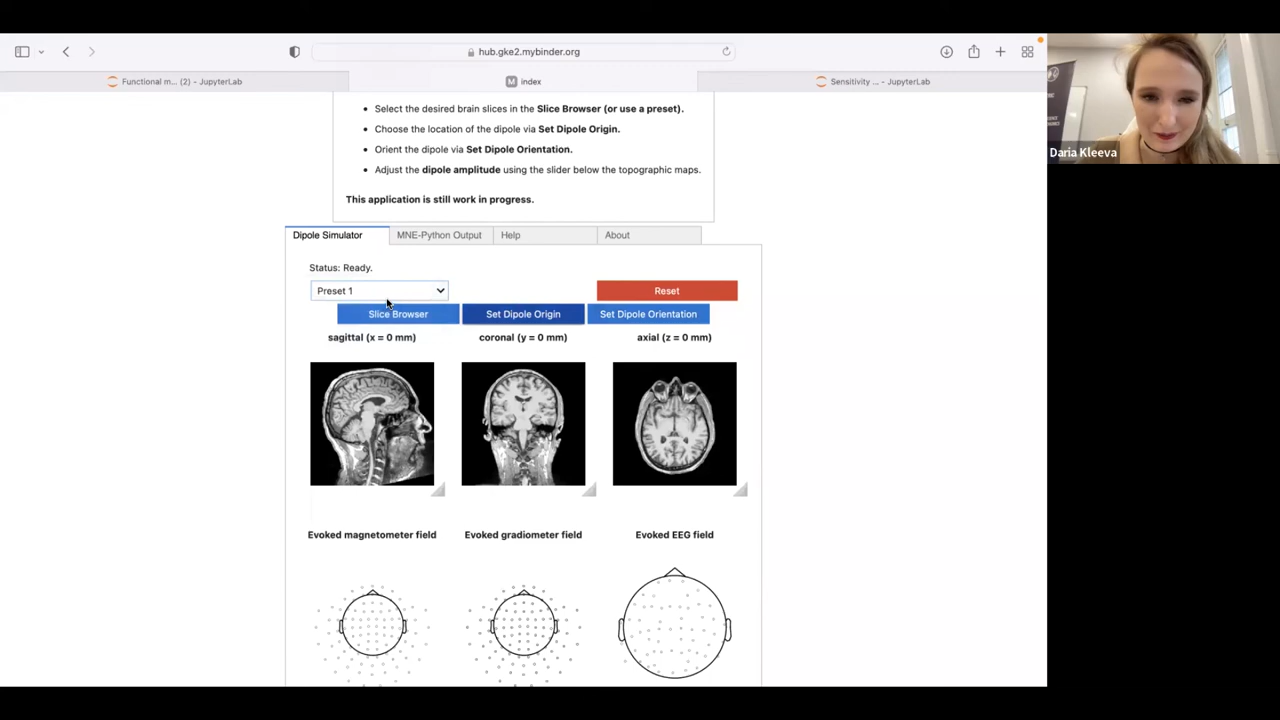 hub.gke2.mybinder.org
Functional m... (2) - JupyterLab
M index
Sensitivity ... - JupyterLab
Daria Kleeva
• Select the desired brain slices in the Slice Browser (or use a preset).
• Choose the location of the dipole via Set Dipole Origin.
• Orient the dipole via Set Dipole Orientation.
• Adjust the dipole amplitude using the slider below the topographic maps.
This application is still work in progress.
Dipole Simulator
MNE-Python Output
Help
About
Status: Ready.
Preset 1
Reset
Slice Browser
Set Dipole Origin
Set Dipole Orientation
sagittal (x = 0 mm)
coronal (y = 0 mm)
axial (z = 0 mm)
Evoked magnetometer field
Evoked gradiometer field
Evoked EEG field